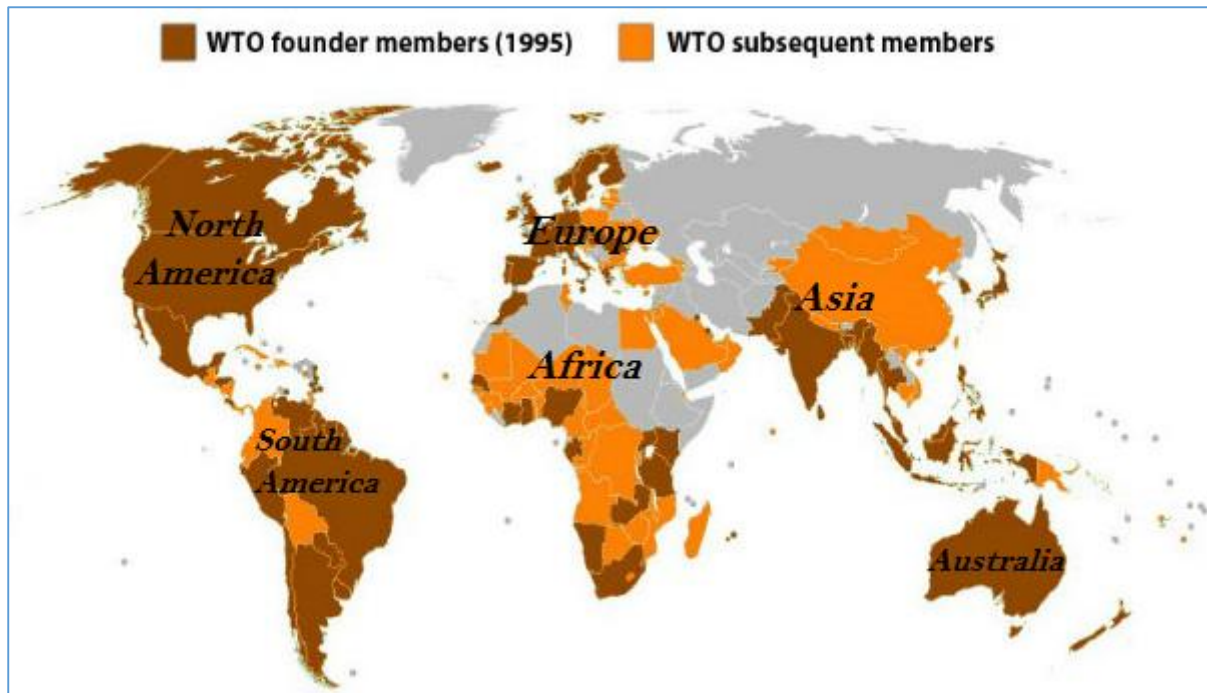 WTO founder members (1995) WTO subsequent members
North
America
Europe
Asia
Africa
South
America
Australia